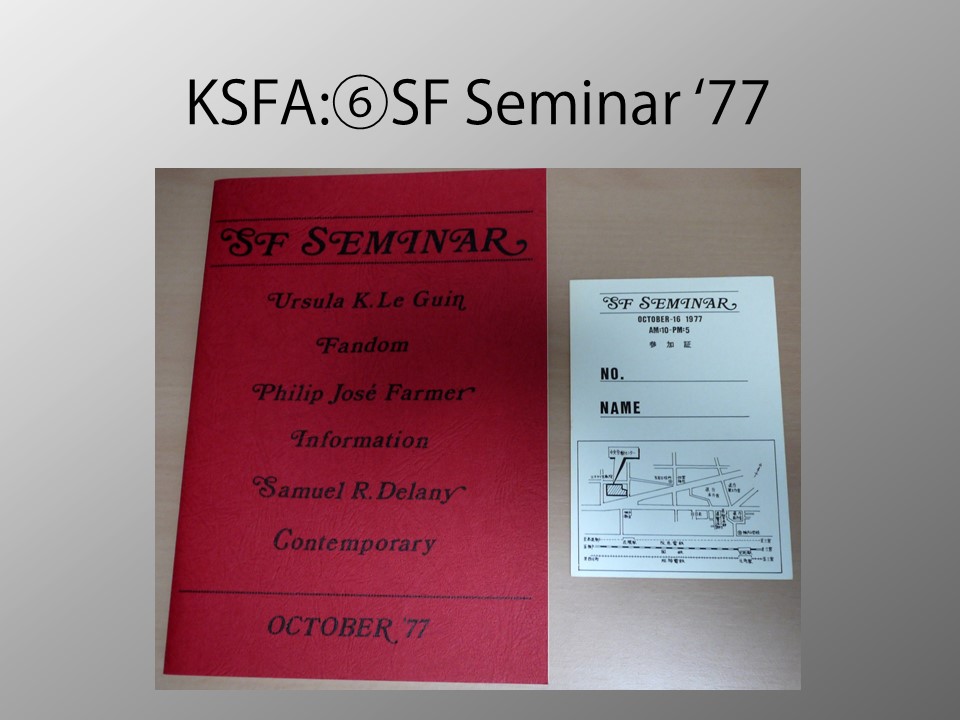 KSFA:⑥SF Seminar ‘77
SF SEMINAR
Ursula K. Le Guin
Fandom
Philip José Farmer
Information
Samuel R. Delany
Contemporary
OCTOBER '77
SF SEMINAR
OCTOBER-16 1977
AM:10-PM:5
参加証
NO.
NAME